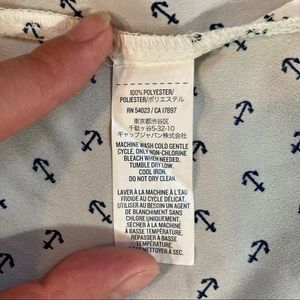 100% POLYESTER/
POLIESTER/ポリエステル
RN 54023 / CA 17897
東京都渋谷区
千駄ヶ谷5-32-10
ギャップジャパン株式会社
MACHINE WASH COLD GENTLE
CYCLE, ONLY NON-CHLORINE
BLEACH WHEN NEEDED.
TUMBLE DRY LOW.
COOL IRON.
DO NOT DRY CLEAN.
LAVER À LA MACHINE À L'EAU
FROIDE AU CYCLE DÉLICAT.
UTILISER AU BESOIN UN AGENT
DE BLANCHIMENT SANS
CHLORE UNIQUEMENT.
SÉCHER À LA MACHINE À BASSE
TEMPÉRATURE.
REPASSER À BASSE
TEMPÉRATURE.
PAS NETTOYER À SEC.